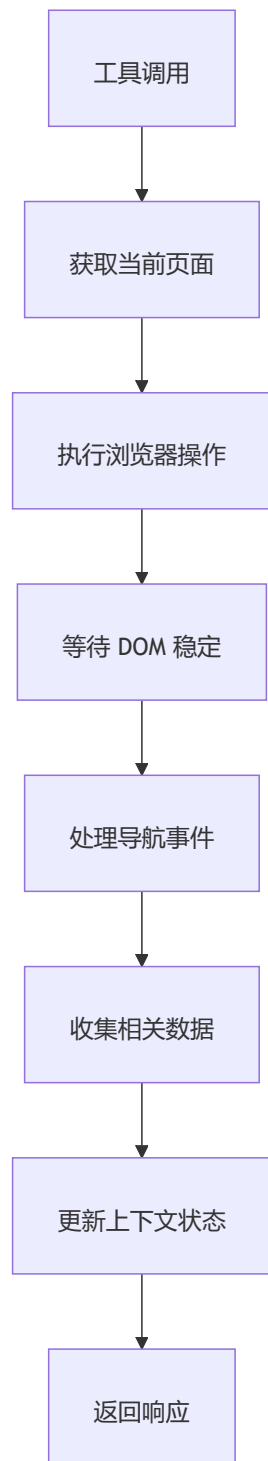 工具调用
获取当前页面
执行浏览器操作
等待 DOM 稳定
处理导航事件
收集相关数据
更新上下文状态
返回响应